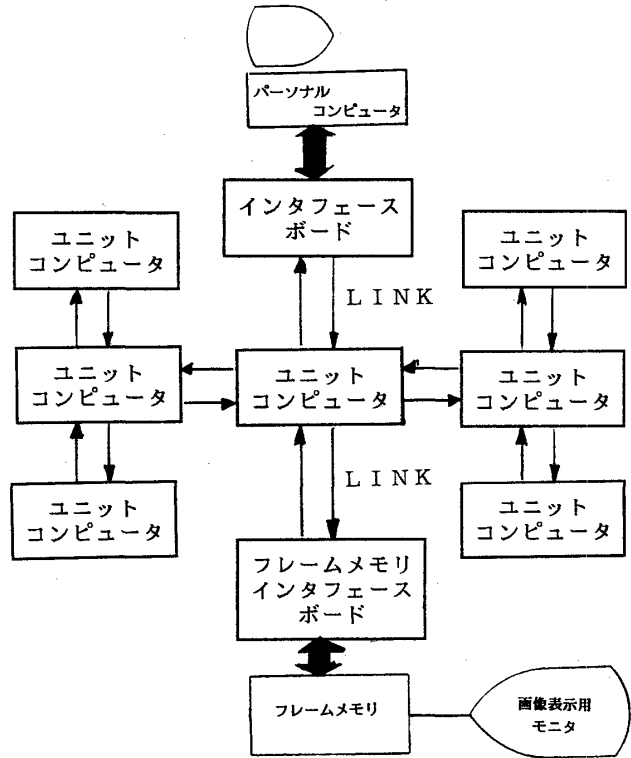 パーソナル
コンピュータ
インタフェース
ボード
ユニット
コンピュータ
ユニット
コンピュータ
LINK
ユニット
コンピュータ
ユニット
コンピュータ
ユニット
コンピュータ
LINK
ユニット
コンピュータ
ユニット
コンピュータ
フレームメモリ
インタフェース
ボード
フレームメモリ
画像表示用
モニタ